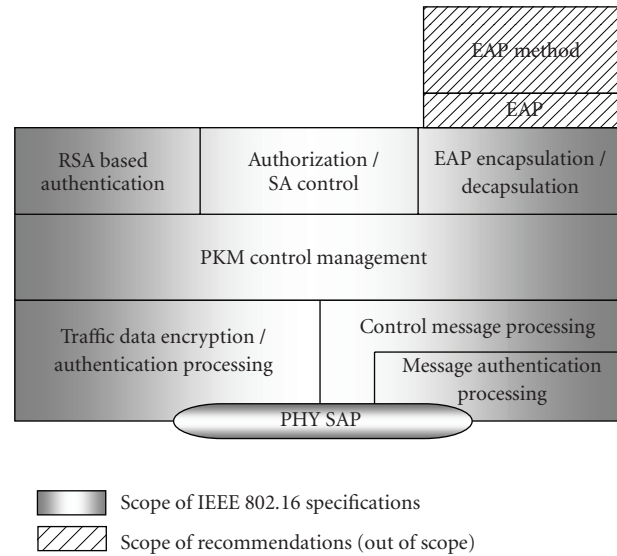 EAP method
EAP
RSA based
authentication
Authorization /
SA control
EAP encapsulation /
decapsulation
PKM control management
Traffic data encryption /
authentication processing
Control message processing
Message authentication
processing
PHY SAP
Scope of IEEE 802.16 specifications
Scope of recommendations (out of scope)